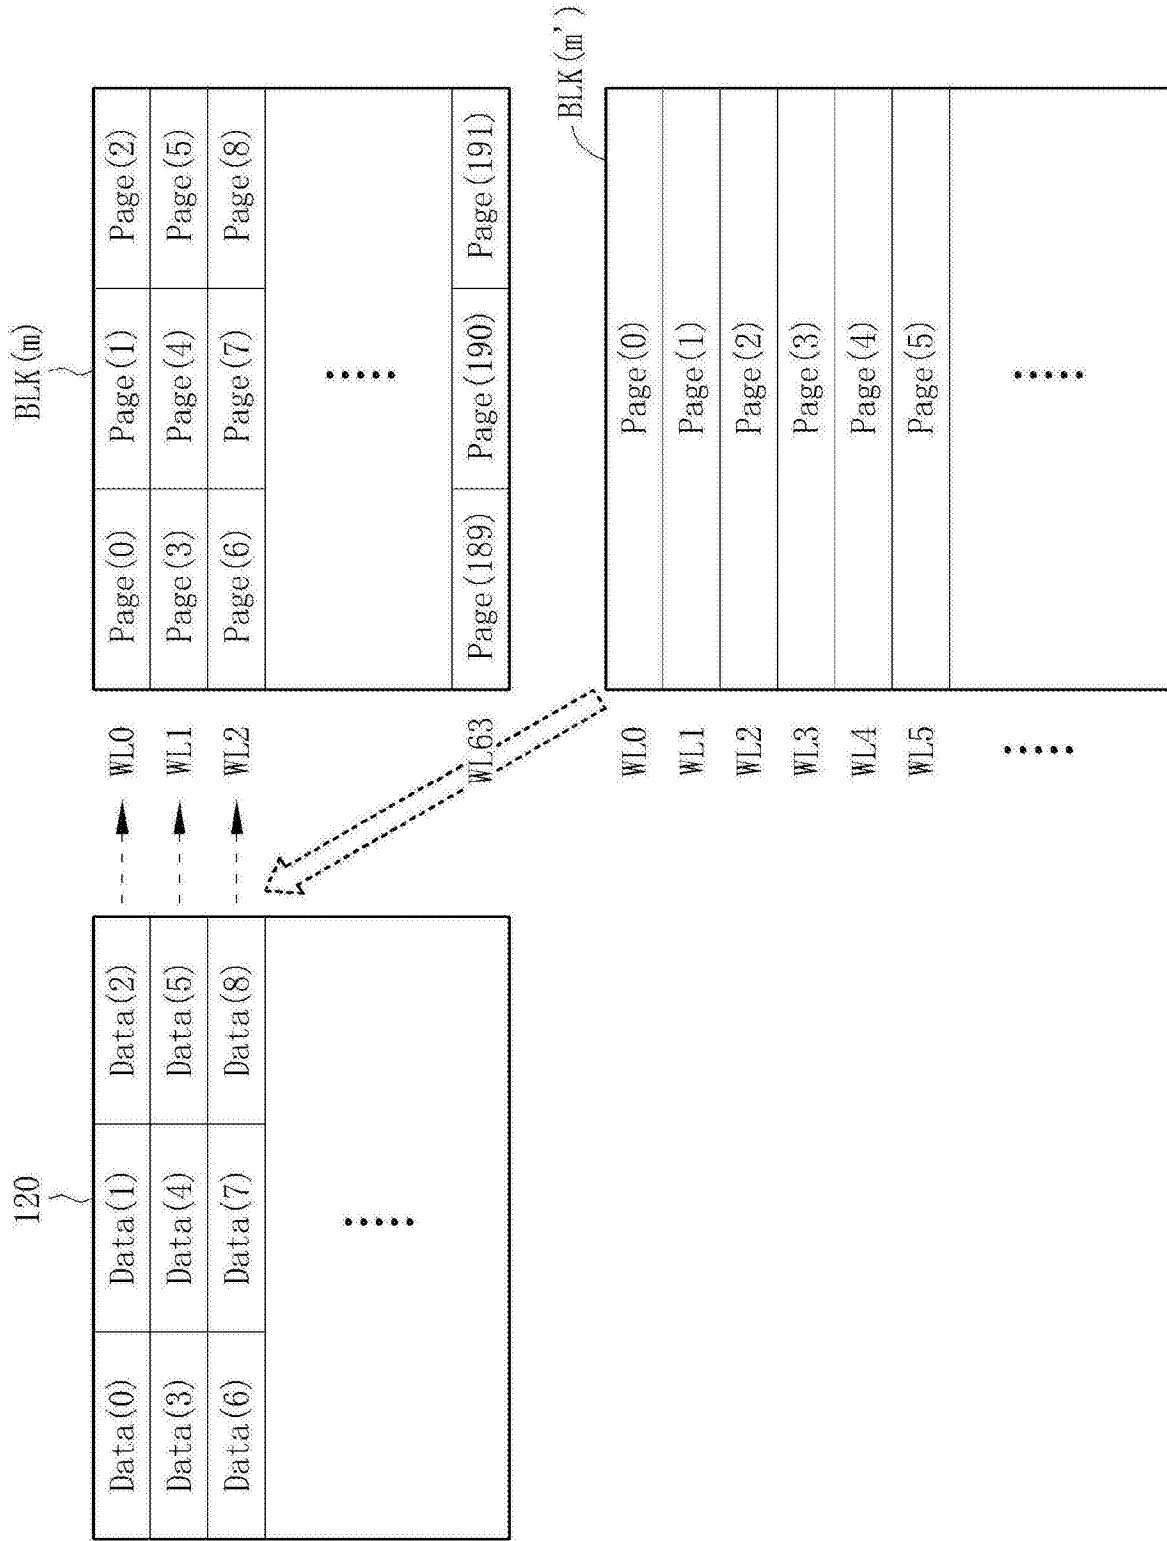 120
Data(0) Data(1) Data(2)
Data(3) Data(4) Data(5)
Data(6) Data(7) Data(8)
BLK(m)
WL0 Page(0) Page(1) Page(2)
WL1 Page(3) Page(4) Page(5)
WL2 Page(6) Page(7) Page(8)
WL63 Page(189) Page(190) Page(191)
BLK(m')
WL0 Page(0)
WL1 Page(1)
WL2 Page(2)
WL3 Page(3)
WL4 Page(4)
WL5 Page(5)